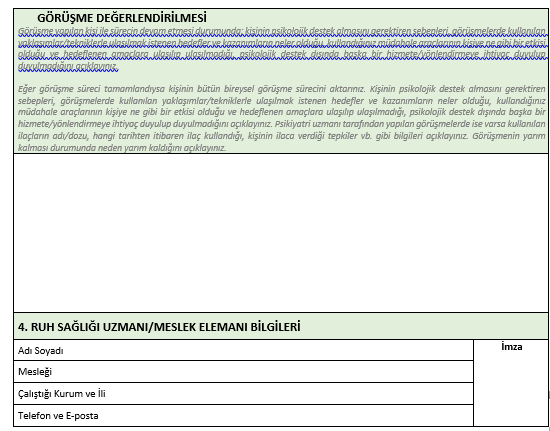 GÖRÜŞME DEĞERLENDİRİLMESİ
Görüşme yapılan kişi ile sürecin devam etmesi durumunda; kişinin psikolojik destek almasını gerektiren sebepleri, görüşmelerde kullanılan
yaklaşımlar/tekniklerle ulaşılmak istenen hedefler ve kazanımların neler olduğu, kullandığınız müdahale araçlarının kişiye ne gibi bir etkisi
olduğu ve hedeflenen amaçlara ulaşılıp ulaşılmadığı, psikolojik destek dışında başka bir hizmete/yönlendirmeye ihtiyaç duyulup
duyulmadığını açıklayınız.
Eğer görüşme süreci tamamlandıysa kişinin bütün bireysel görüşme sürecini aktarınız. Kişinin psikolojik destek almasını gerektiren
sebepleri, görüşmelerde kullanılan yaklaşımlar/tekniklerle ulaşılmak istenen hedefler ve kazanımların neler olduğu, kullandığınız
müdahale araçlarının kişiye ne gibi bir etkisi olduğu ve hedeflenen amaçlara ulaşılıp ulaşılmadığı, psikolojik destek dışında başka bir
hizmete/yönlendirmeye ihtiyaç duyulup duyulmadığını açıklayınız. Psikiyatri uzmanı tarafından yapılan görüşmelerde ise varsa kullanılan
ilaçların adı/dozu, hangi tarihten itibaren ilaç kullandığı, kişinin ilaca verdiği tepkiler vb. gibi bilgileri açıklayınız. Görüşmenin yarım
kalması durumunda neden yarım kaldığını açıklayınız.
4. RUH SAĞLIĞI UZMANI/MESLEK ELEMANI BİLGİLERİ
Adı Soyadı
İmza
Mesleği
Çalıştığı Kurum ve İli
Telefon ve E-posta